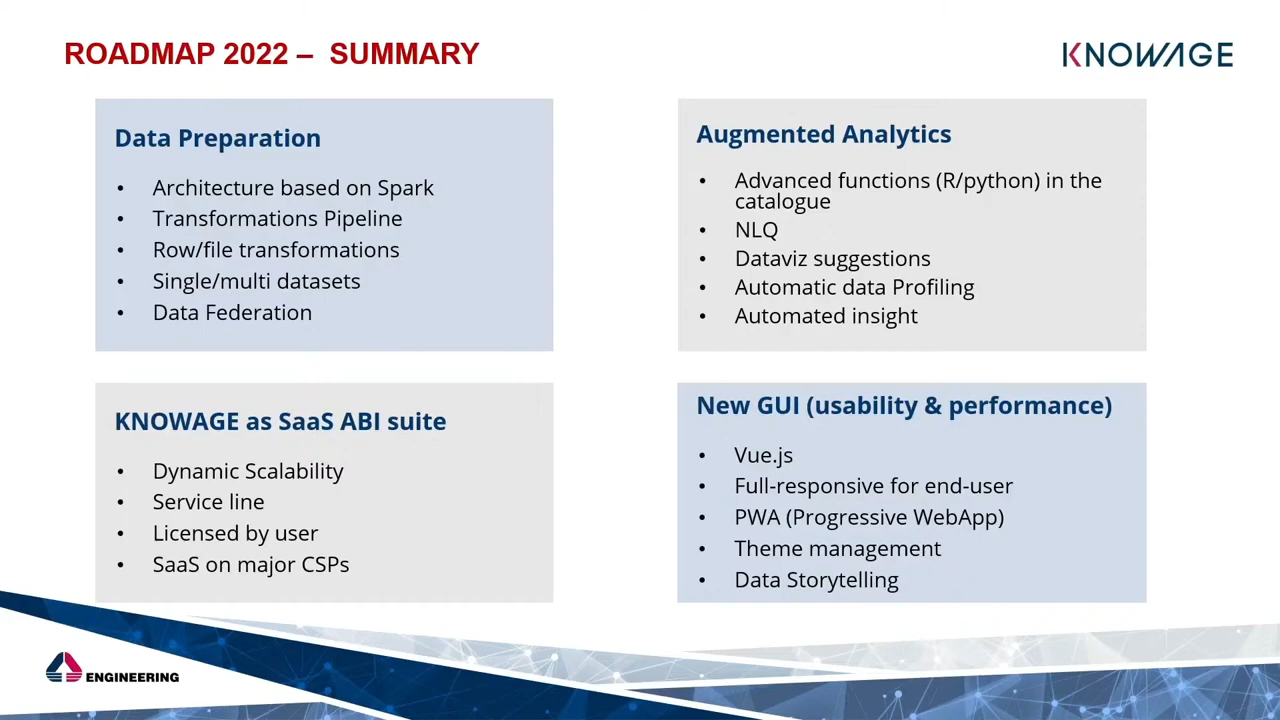 ROADMAP 2022 – SUMMARY
KNOWAGE
Data Preparation
• Architecture based on Spark
• Transformations Pipeline
• Row/file transformations
• Single/multi datasets
• Data Federation
Augmented Analytics
• Advanced functions (R/python) in the
catalogue
• NLQ
• Dataviz suggestions
• Automatic data Profiling
• Automated insight
KNOWAGE as SaaS ABI suite
• Dynamic Scalability
• Service line
• Licensed by user
• SaaS on major CSPs
New GUI (usability & performance)
• Vue.js
• Full-responsive for end-user
• PWA (Progressive WebApp)
• Theme management
• Data Storytelling
ENGINEERING